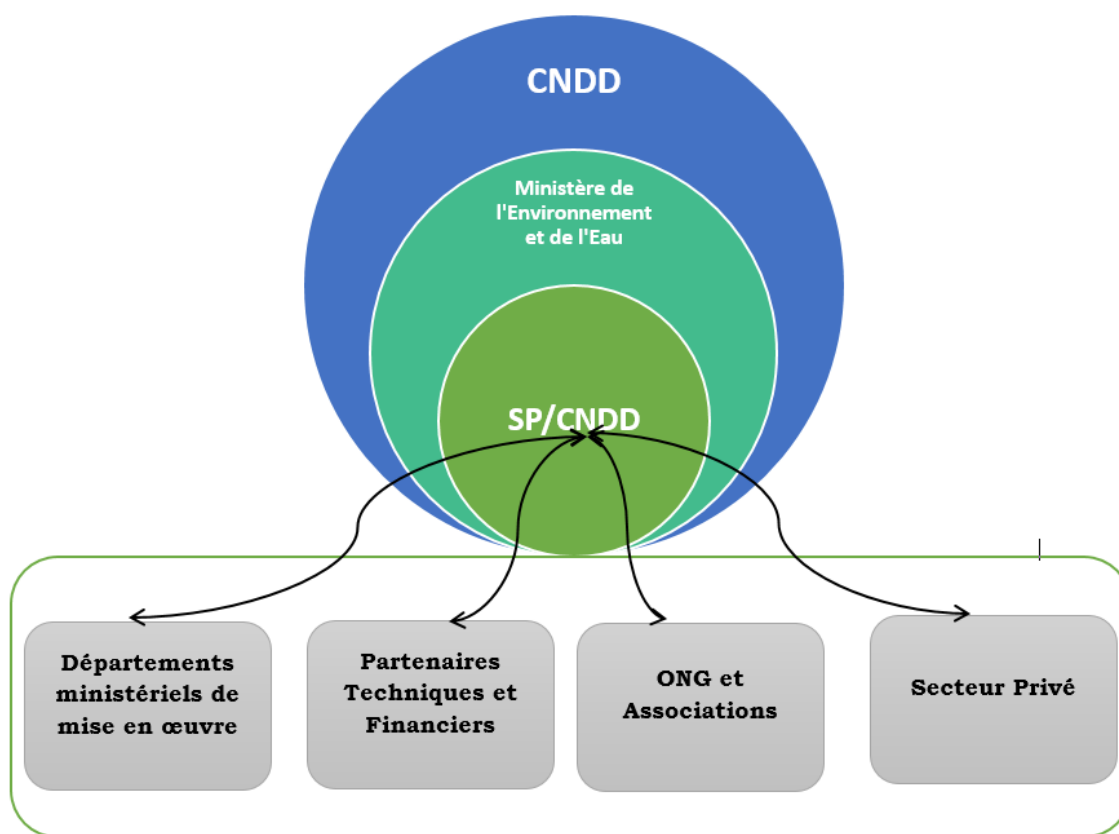 CNDD
Ministère de
l'Environnement
et de l'Eau
SP/CNDD
Départements
ministériels de
mise en œuvre
Partenaires
Techniques et
Financiers
ONG et
Associations
Secteur Privé